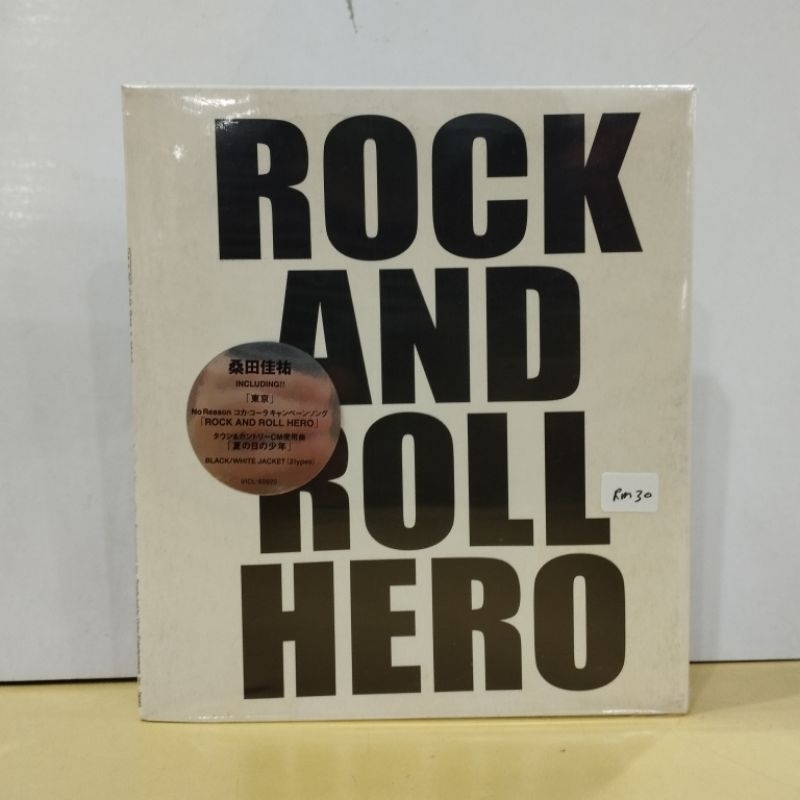 ROCK
AND
ROLL
HERO
桑田佳祐
INCLUDING!!
「東京」
No Reason コカ・コーラキャンペーンソング
「ROCK AND ROLL HERO」
タウン&カントリーCM使用曲
「夏の日の少年」
BLACK/WHITE JACKET (2types)
Rm 30